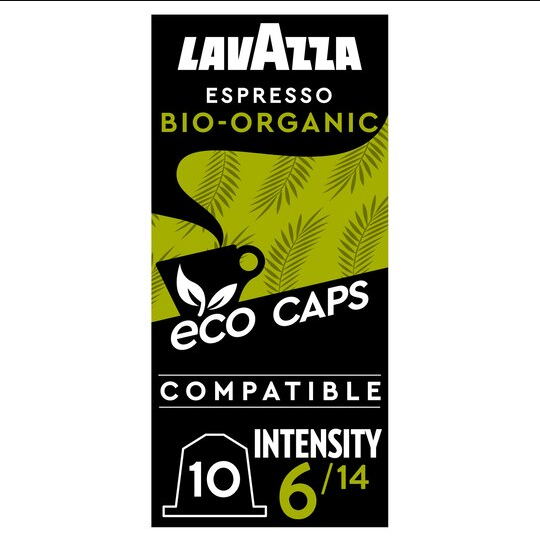 LAVAZZA
ESPRESSO
BIO-ORGANIC
eco CAPS
COMPATIBLE
INTENSITY
10
6/14